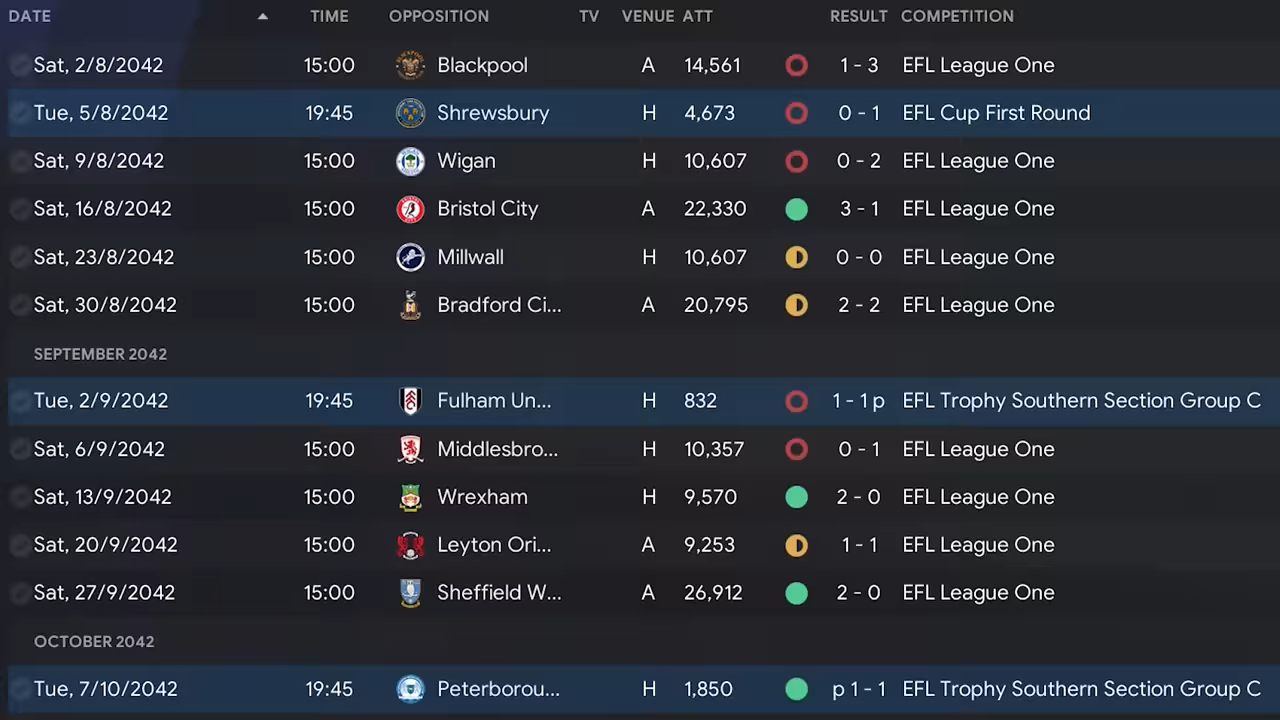 DATE TIME OPPOSITION TV VENUE ATT RESULT COMPETITION
Sat, 2/8/2042 15:00 Blackpool A 14,561 1 - 3 EFL League One
Tue, 5/8/2042 19:45 Shrewsbury H 4,673 0 - 1 EFL Cup First Round
Sat, 9/8/2042 15:00 Wigan H 10,607 0 - 2 EFL League One
Sat, 16/8/2042 15:00 Bristol City A 22,330 3 - 1 EFL League One
Sat, 23/8/2042 15:00 Millwall H 10,607 0 - 0 EFL League One
Sat, 30/8/2042 15:00 Bradford Ci... A 20,795 2 - 2 EFL League One
SEPTEMBER 2042
Tue, 2/9/2042 19:45 Fulham Un... H 832 1 - 1 p EFL Trophy Southern Section Group C
Sat, 6/9/2042 15:00 Middlesbro... H 10,357 0 - 1 EFL League One
Sat, 13/9/2042 15:00 Wrexham H 9,570 2 - 0 EFL League One
Sat, 20/9/2042 15:00 Leyton Ori... A 9,253 1 - 1 EFL League One
Sat, 27/9/2042 15:00 Sheffield W... A 26,912 2 - 0 EFL League One
OCTOBER 2042
Tue, 7/10/2042 19:45 Peterborou... H 1,850 p 1 - 1 EFL Trophy Southern Section Group C